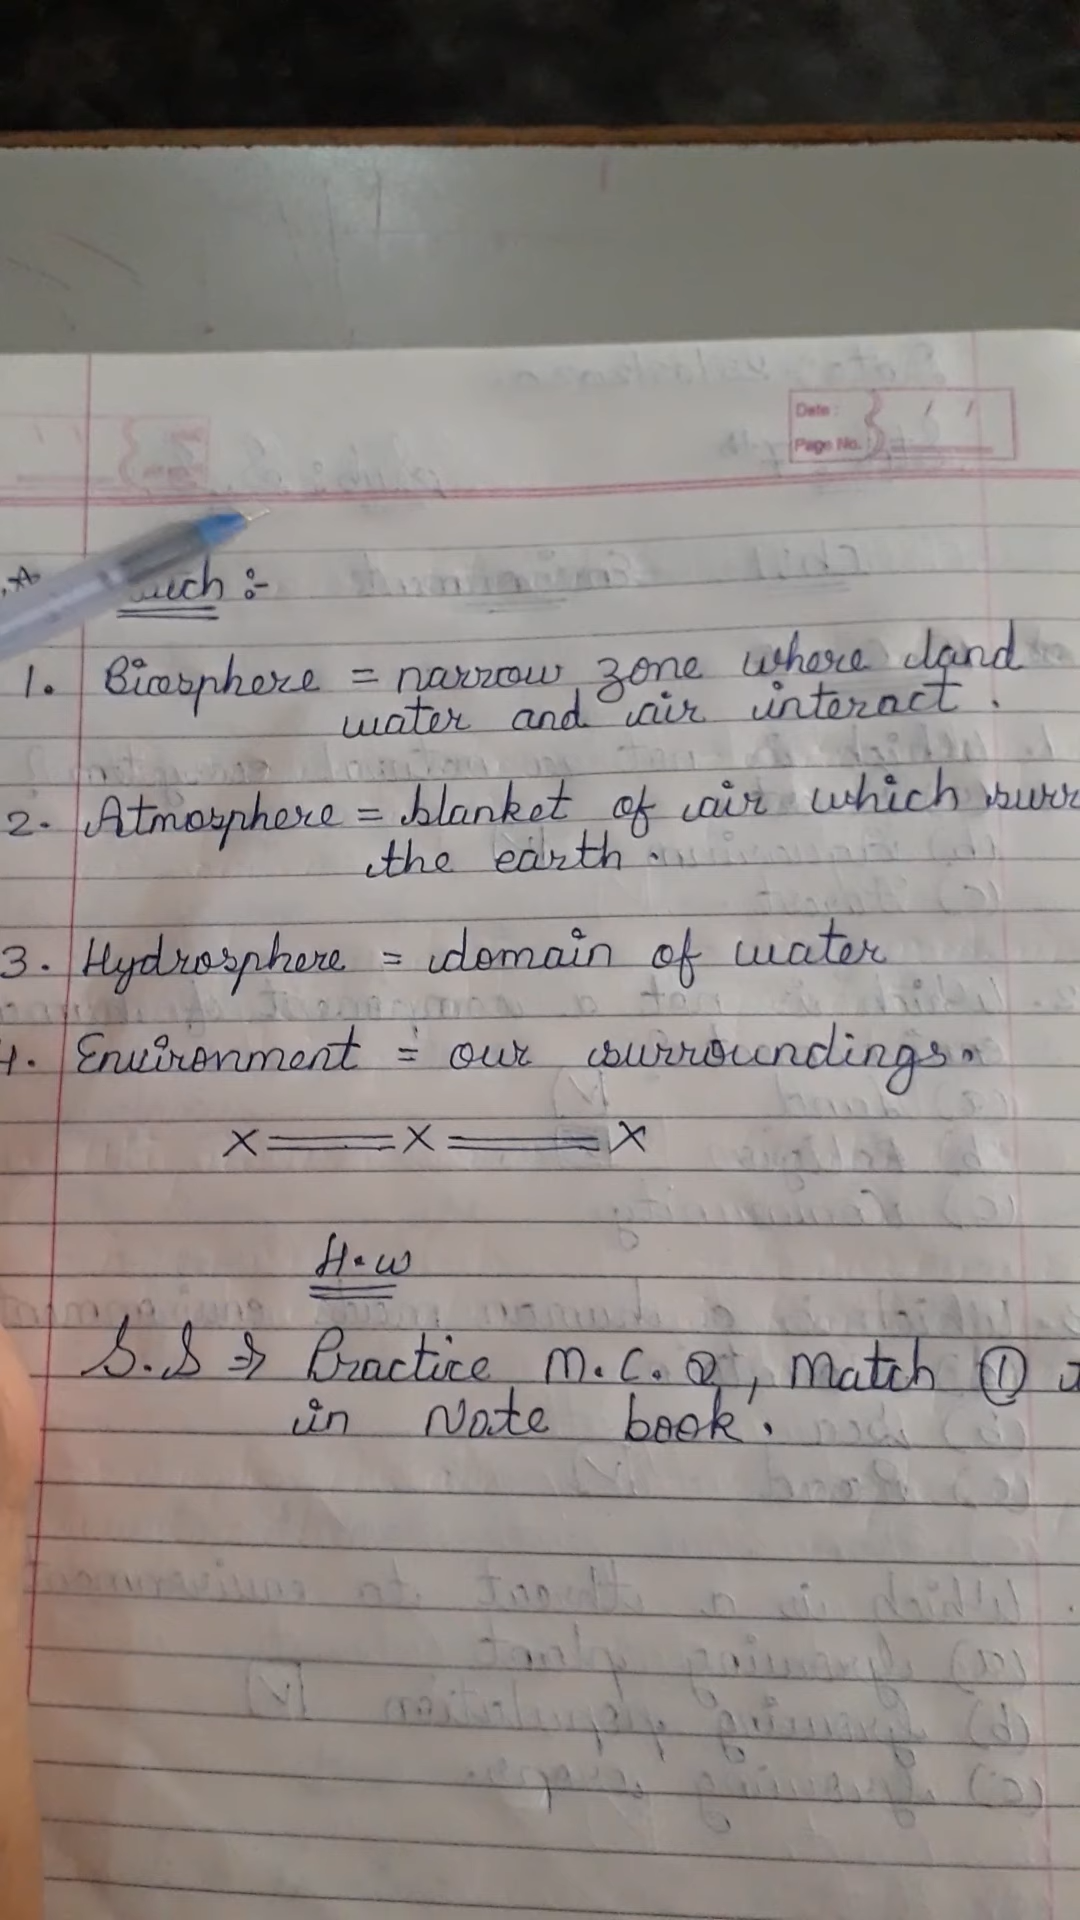 Date :
Page No.
:-
1. Biosphere = narrow zone where land
water and air interact.
2. Atmosphere = blanket of air which surr
the earth.
3. Hydrosphere = domain of water
4. Environment = our surroundings.
X == X == X
H.w
S.S ⇒ Practice M.C.Q, Match ①
in Note book.